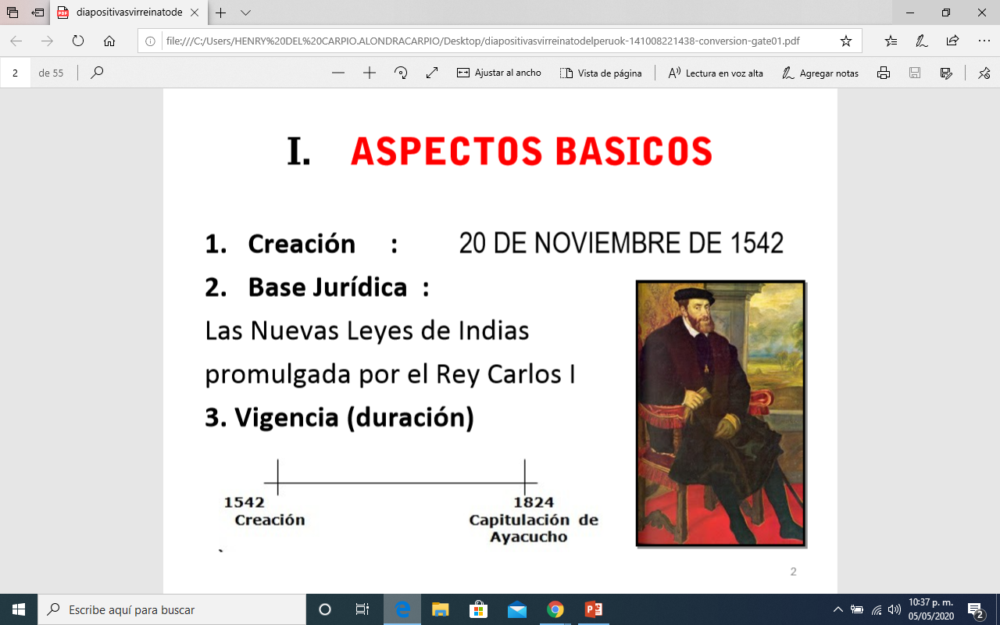 diapositivasvirreinatode
file:///C:/Users/HENRY%20DEL%20CARPIO.ALONDRACARPIO/Desktop/diapositivasvirreinatodelperuok-141008221438-conversion-gate01.pdf
2 de 55 Ajustar al ancho Vista de página Lectura en voz alta Agregar notas
I. ASPECTOS BASICOS
1. Creación : 20 DE NOVIEMBRE DE 1542
2. Base Jurídica :
Las Nuevas Leyes de Indias
promulgada por el Rey Carlos I
3. Vigencia (duración)
1542 1824
Creación Capitulación de
Ayacucho
2
Escribe aquí para buscar
10:37 p. m.
05/05/2020
2